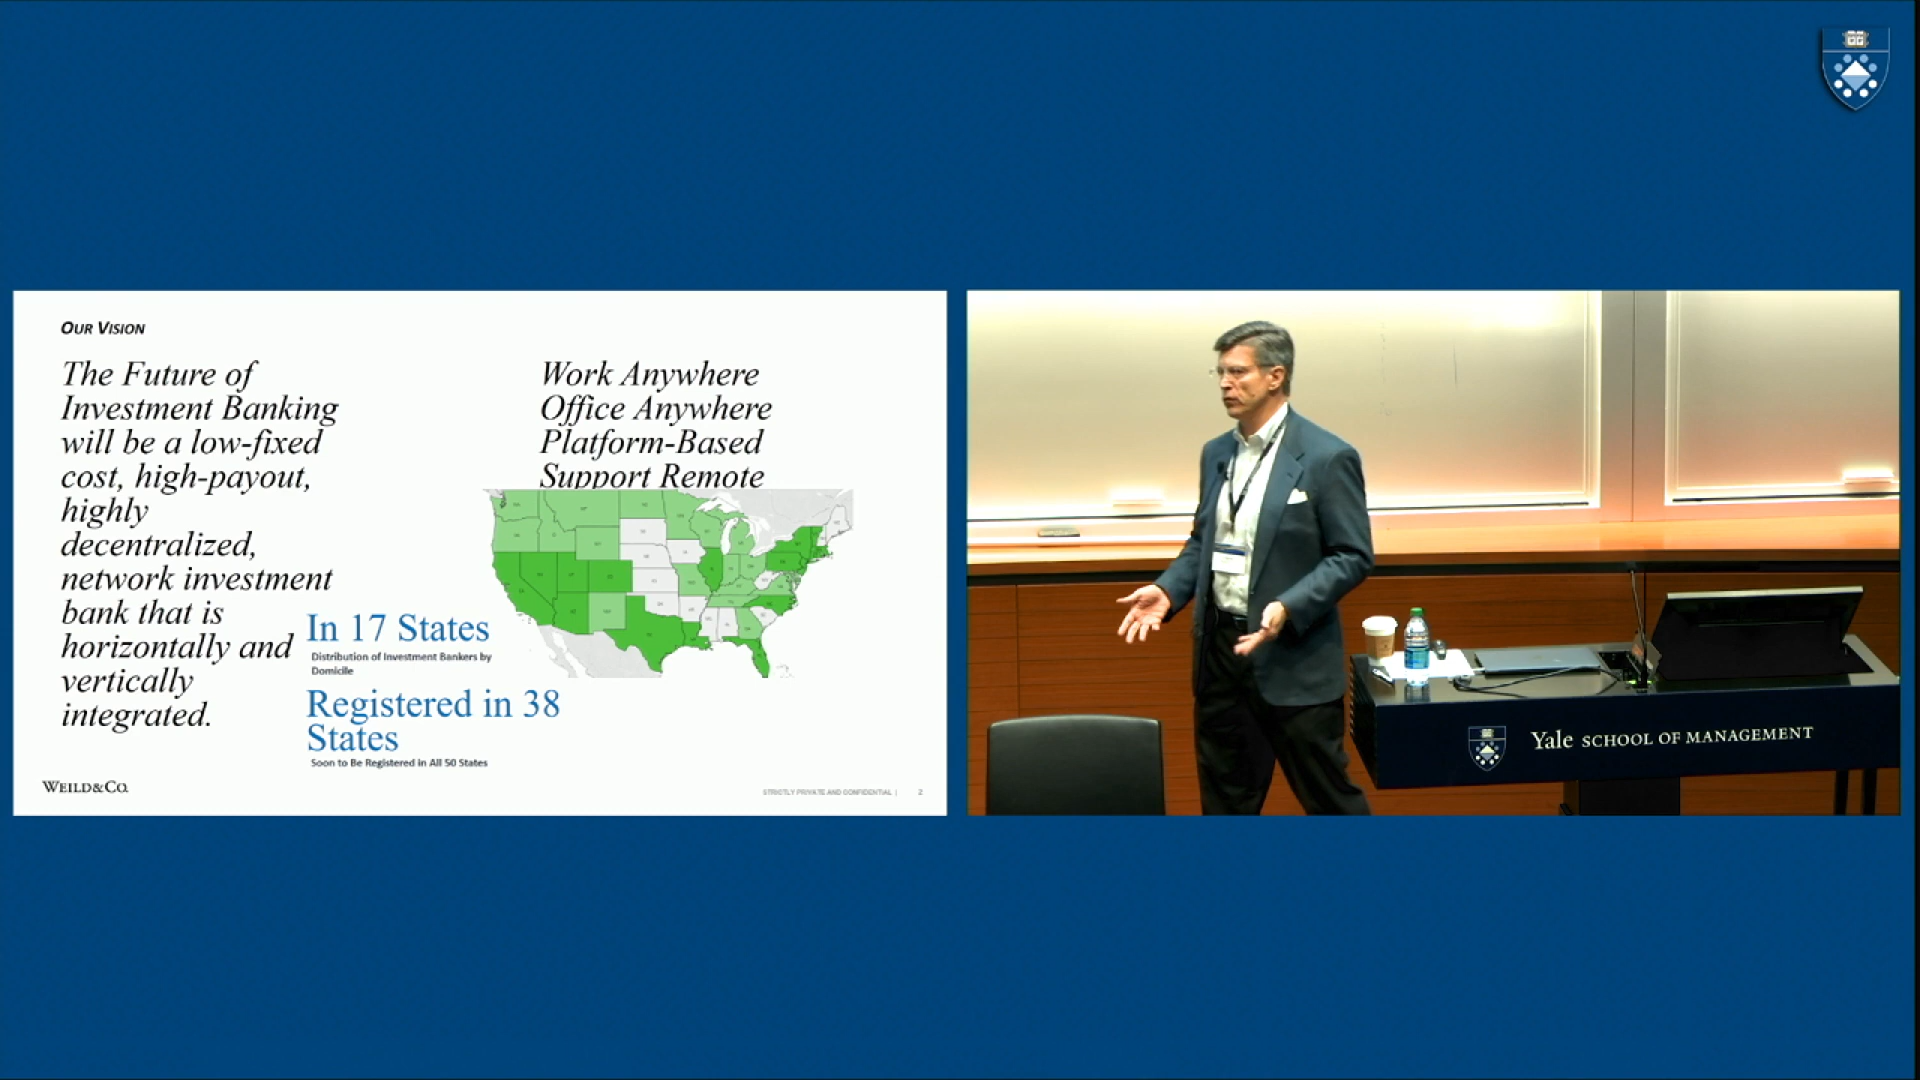 OUR VISION
The Future of
Investment Banking
will be a low-fixed
cost, high-payout,
highly
decentralized,
network investment
bank that is
horizontally and
vertically
integrated.
Work Anywhere
Office Anywhere
Platform-Based
Support Remote
In 17 States
Distribution of Investment Bankers by
Domicile
Registered in 38
States
Soon to Be Registered in All 50 States
WEILD&CO.
STRICTLY PRIVATE AND CONFIDENTIAL | 2
Yale SCHOOL OF MANAGEMENT